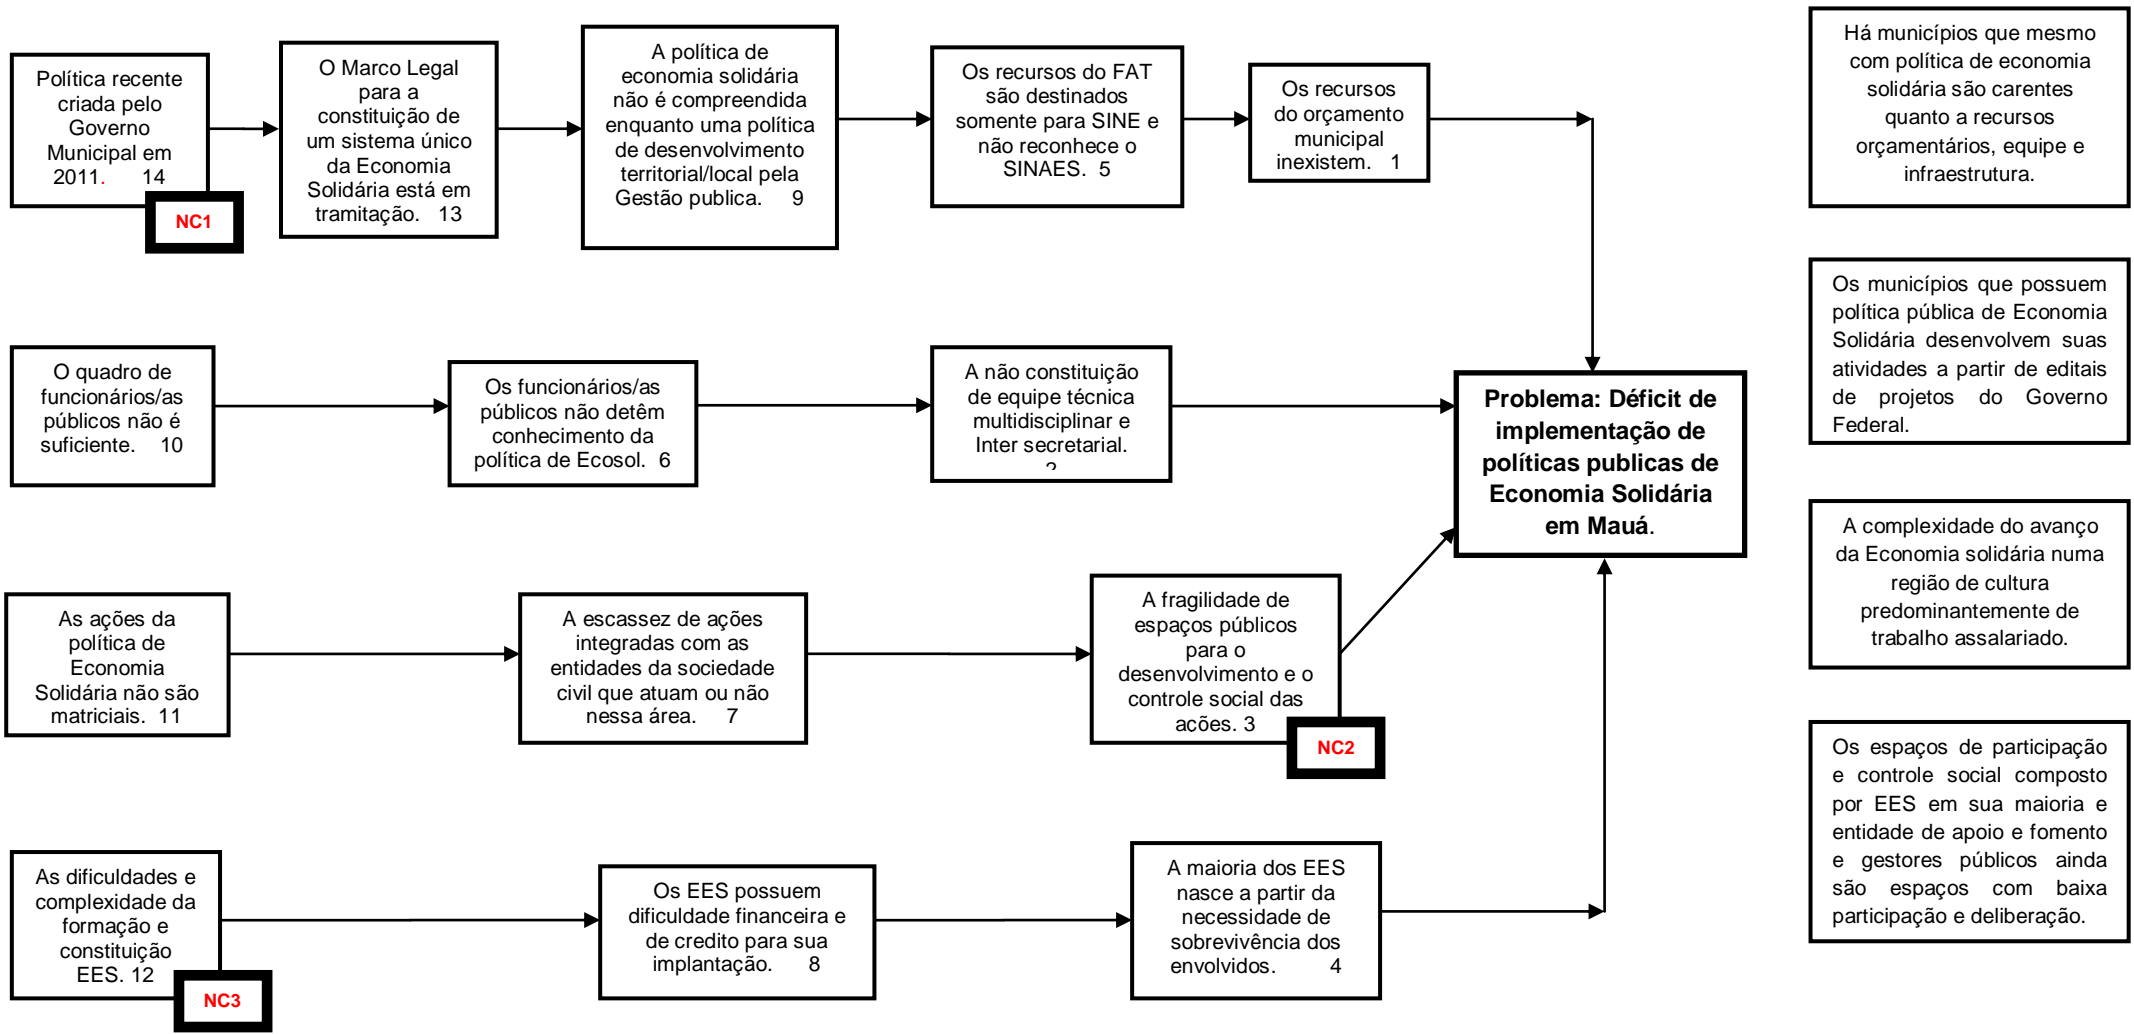 Política recente
criada pelo
Governo
Municipal em
2011. 14
NC1
O Marco Legal
para a
constituição de
um sistema único
da Economia
Solidária está em
tramitação. 13
A política de
economia solidária
não é compreendida
enquanto uma política
de desenvolvimento
territorial/local pela
Gestão publica. 9
Os recursos do FAT
são destinados
somente para SINE e
não reconhece o
SINAES. 5
Os recursos
do orçamento
municipal
inexistem. 1
O quadro de
funcionários/as
públicos não é
suficiente. 10
Os funcionários/as
públicos não detêm
conhecimento da
política de Ecosol. 6
A não constituição
de equipe técnica
multidisciplinar e
Inter secretarial.
2
Problema: Déficit de
implementação de
políticas publicas de
Economia Solidária
em Mauá.
As ações da
política de
Economia
Solidária não são
matriciais. 11
A escassez de ações
integradas com as
entidades da sociedade
civil que atuam ou não
nessa área. 7
A fragilidade de
espaços públicos
para o
desenvolvimento e o
controle social das
ações. 3
NC2
As dificuldades e
complexidade da
formação e
constituição
EES. 12
NC3
Os EES possuem
dificuldade financeira e
de credito para sua
implantação. 8
A maioria dos EES
nasce a partir da
necessidade de
sobrevivência dos
envolvidos. 4
Há municípios que mesmo
com política de economia
solidária são carentes
quanto a recursos
orçamentários, equipe e
infraestrutura.
Os municípios que possuem
política pública de Economia
Solidária desenvolvem suas
atividades a partir de editais
de projetos do Governo
Federal.
A complexidade do avanço
da Economia solidária numa
região de cultura
predominantemente de
trabalho assalariado.
Os espaços de participação
e controle social composto
por EES em sua maioria e
entidade de apoio e fomento
e gestores públicos ainda
são espaços com baixa
participação e deliberação.